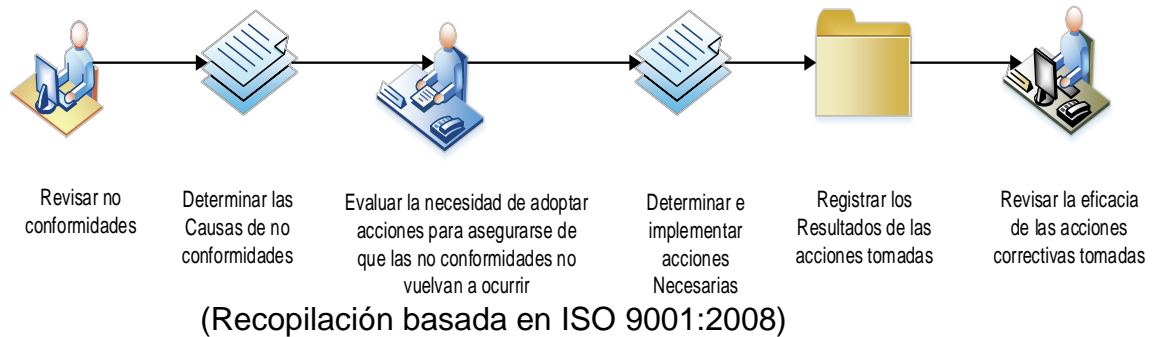 Revisar no
conformidades
Determinar las
Causas de no
conformidades
Evaluar la necesidad de adoptar
acciones para asegurarse de
que las no conformidades no
vuelvan a ocurrir
Determinar e
implementar
acciones
Necesarias
Registrar los
Resultados de las
acciones tomadas
Revisar la eficacia
de las acciones
correctivas tomadas
(Recopilación basada en ISO 9001:2008)